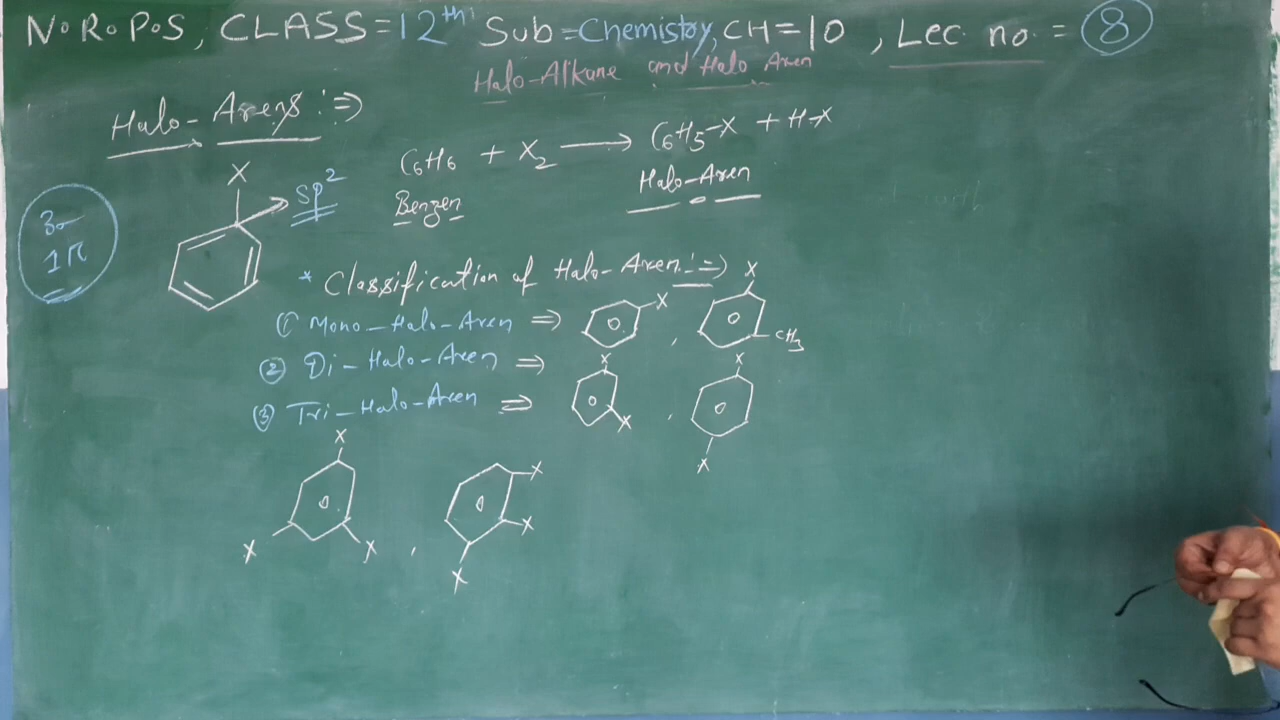 N.R.P.S, CLASS=12th Sub=Chemistry, CH=10, Lec no. = 8
Halo-Alkane and Halo Aren
Halo-Arens :⇒
C6H6 + X2 ⟶ C6H5-X + H-X
Benzen Halo-Aren
X
sp2
3σ
1π
* Classification of Halo-Aren :⇒
(1) Mono-Halo-Aren ⇒ X , X CH3
(2) Di-Halo-Aren ⇒
(3) Tri-Halo-Aren ⇒ X X , X X
X X X , X X X